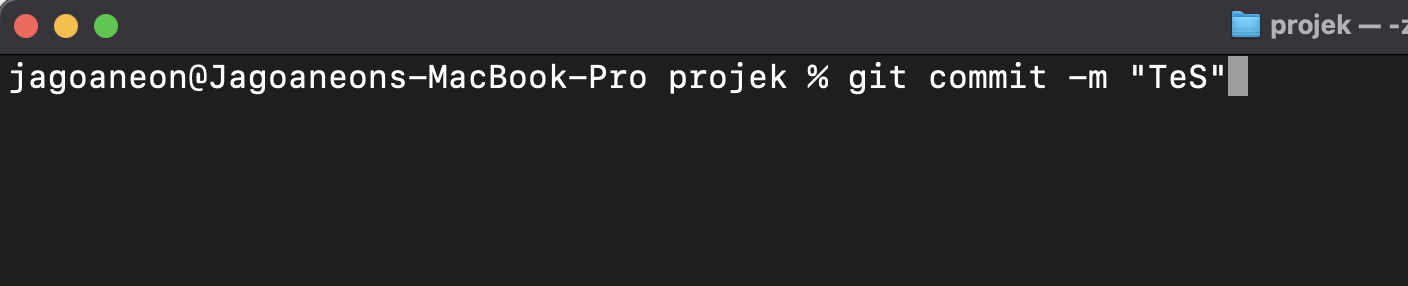 projek — -z
jagoaneon@Jagoaneons-MacBook-Pro projek % git commit -m "TeS"